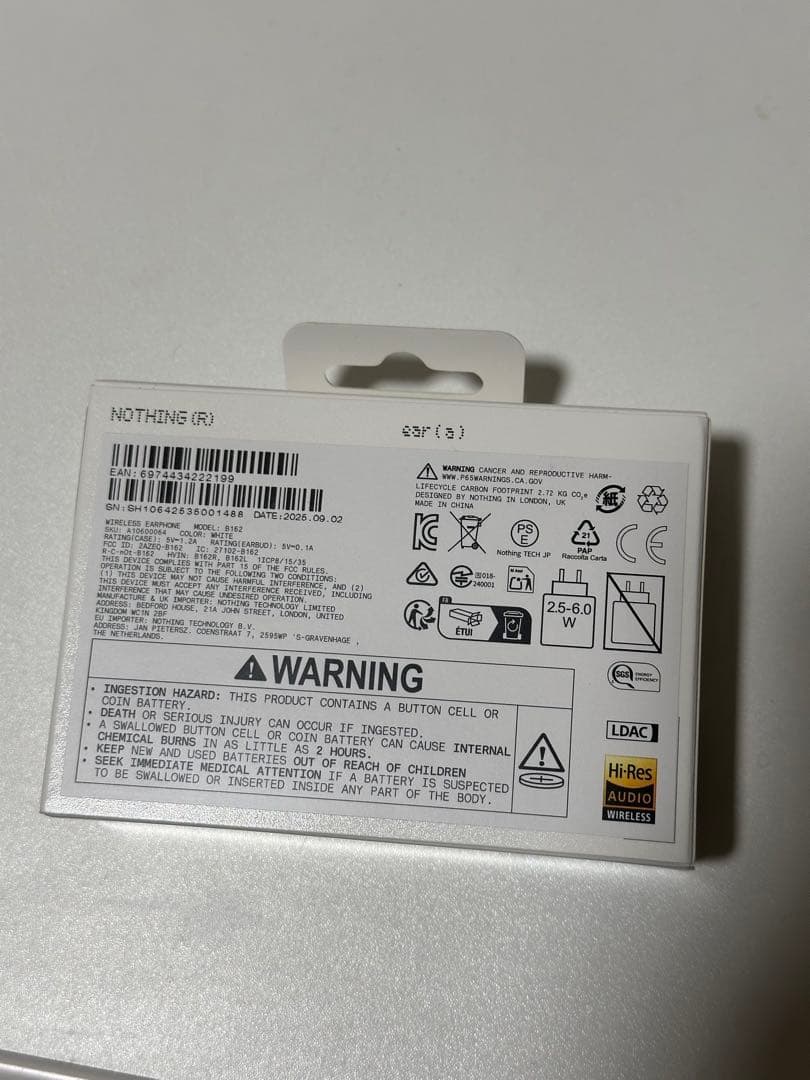 NOTHING(R)
ear (a)
EAN: 6974434222199
SN: SH10642535001488 DATE: 2025.09.02
WIRELESS EARPHONE MODEL: B162
SKU: A10600064 COLOR: WHITE
RATING(CASE): 5V⎓1.2A RATING(EARBUD): 5V⎓0.1A
FCC ID: 2AZEQ-B162 IC: 27102-B162
R-C-nOt-B162 HVIN: B162R, B162L 1ICP8/15/35
THIS DEVICE COMPLIES WITH PART 15 OF THE FCC RULES.
OPERATION IS SUBJECT TO THE FOLLOWING TWO CONDITIONS:
(1) THIS DEVICE MAY NOT CAUSE HARMFUL INTERFERENCE, AND (2)
THIS DEVICE MUST ACCEPT ANY INTERFERENCE RECEIVED, INCLUDING
INTERFERENCE THAT MAY CAUSE UNDESIRED OPERATION.
MANUFACTURE & UK IMPORTER: NOTHING TECHNOLOGY LIMITED
ADDRESS: BEDFORD HOUSE, 21A JOHN STREET, LONDON, UNITED
KINGDOM WC1N 2BF
EU IMPORTER: NOTHING TECHNOLOGY B.V.
ADDRESS: JAN PIETERSZ. COENSTRAAT 7, 2595WP 'S-GRAVENHAGE ,
THE NETHERLANDS.
WARNING CANCER AND REPRODUCTIVE HARM-
WWW.P65WARNINGS.CA.GOV
LIFECYCLE CARBON FOOTPRINT 2.72 KG CO₂e
DESIGNED BY NOTHING IN LONDON, UK
MADE IN CHINA
紙
PS
E
Nothing TECH JP
21
PAP
Raccolta Carta
CE
018-
240001
FR
ÉTUI
2.5-6.0
W
SGS ENERGY
EFFICIENCY
LDAC
Hi-Res
AUDIO
WIRELESS
WARNING
• INGESTION HAZARD: THIS PRODUCT CONTAINS A BUTTON CELL OR
COIN BATTERY.
• DEATH OR SERIOUS INJURY CAN OCCUR IF INGESTED.
• A SWALLOWED BUTTON CELL OR COIN BATTERY CAN CAUSE INTERNAL
CHEMICAL BURNS IN AS LITTLE AS 2 HOURS.
• KEEP NEW AND USED BATTERIES OUT OF REACH OF CHILDREN
• SEEK IMMEDIATE MEDICAL ATTENTION IF A BATTERY IS SUSPECTED
TO BE SWALLOWED OR INSERTED INSIDE ANY PART OF THE BODY.